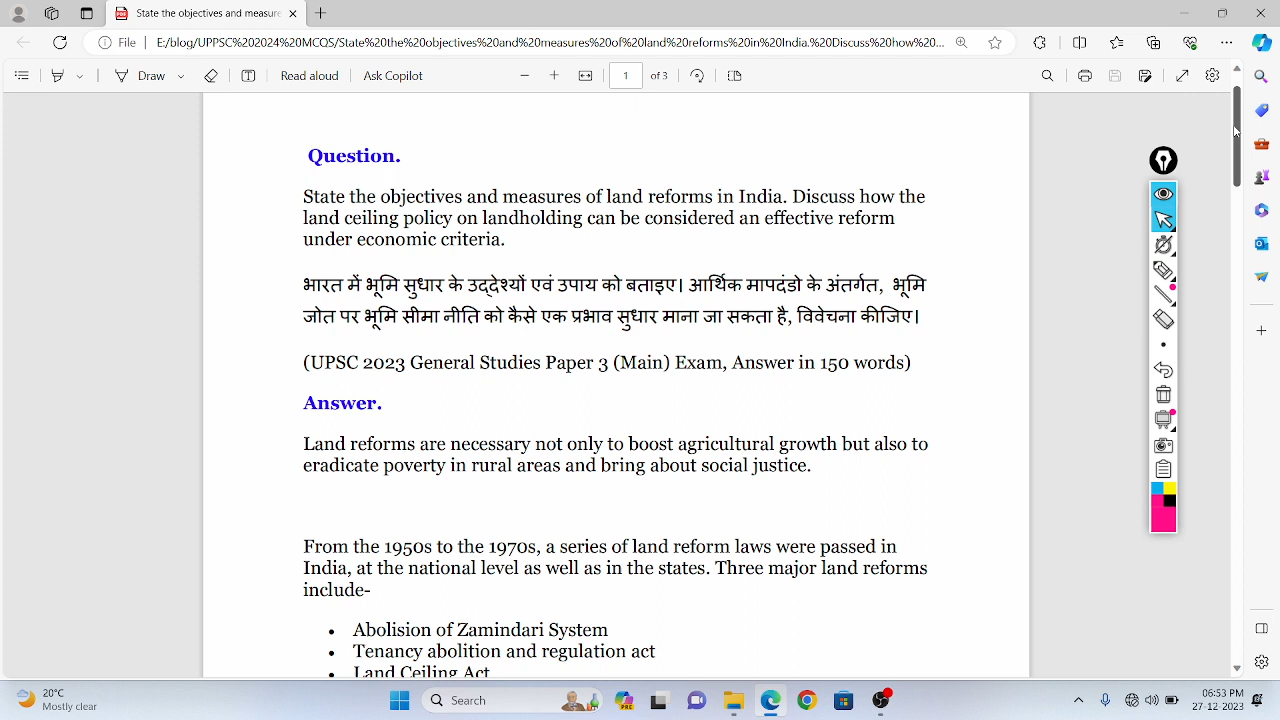 State the objectives and measure
File
E:/blog/UPPSC%202024%20MCQS/State%20the%20objectives%20and%20measures%20of%20land%20reforms%20in%20India.%20Discuss%20how%20...
Draw
Read aloud
Ask Copilot
1
of 3
Question.
State the objectives and measures of land reforms in India. Discuss how the
land ceiling policy on landholding can be considered an effective reform
under economic criteria.
भारत में भूमि सुधार के उद्देश्यों एवं उपाय को बताइए। आर्थिक मापदंडो के अंतर्गत, भूमि
जोत पर भूमि सीमा नीति को कैसे एक प्रभाव सुधार माना जा सकता है, विवेचना कीजिए।
(UPSC 2023 General Studies Paper 3 (Main) Exam, Answer in 150 words)
Answer.
Land reforms are necessary not only to boost agricultural growth but also to
eradicate poverty in rural areas and bring about social justice.
From the 1950s to the 1970s, a series of land reform laws were passed in
India, at the national level as well as in the states. Three major land reforms
include-
• Abolision of Zamindari System
• Tenancy abolition and regulation act
• Land Ceiling Act
20°C
Mostly clear
Search
06:53 PM
27-12-2023